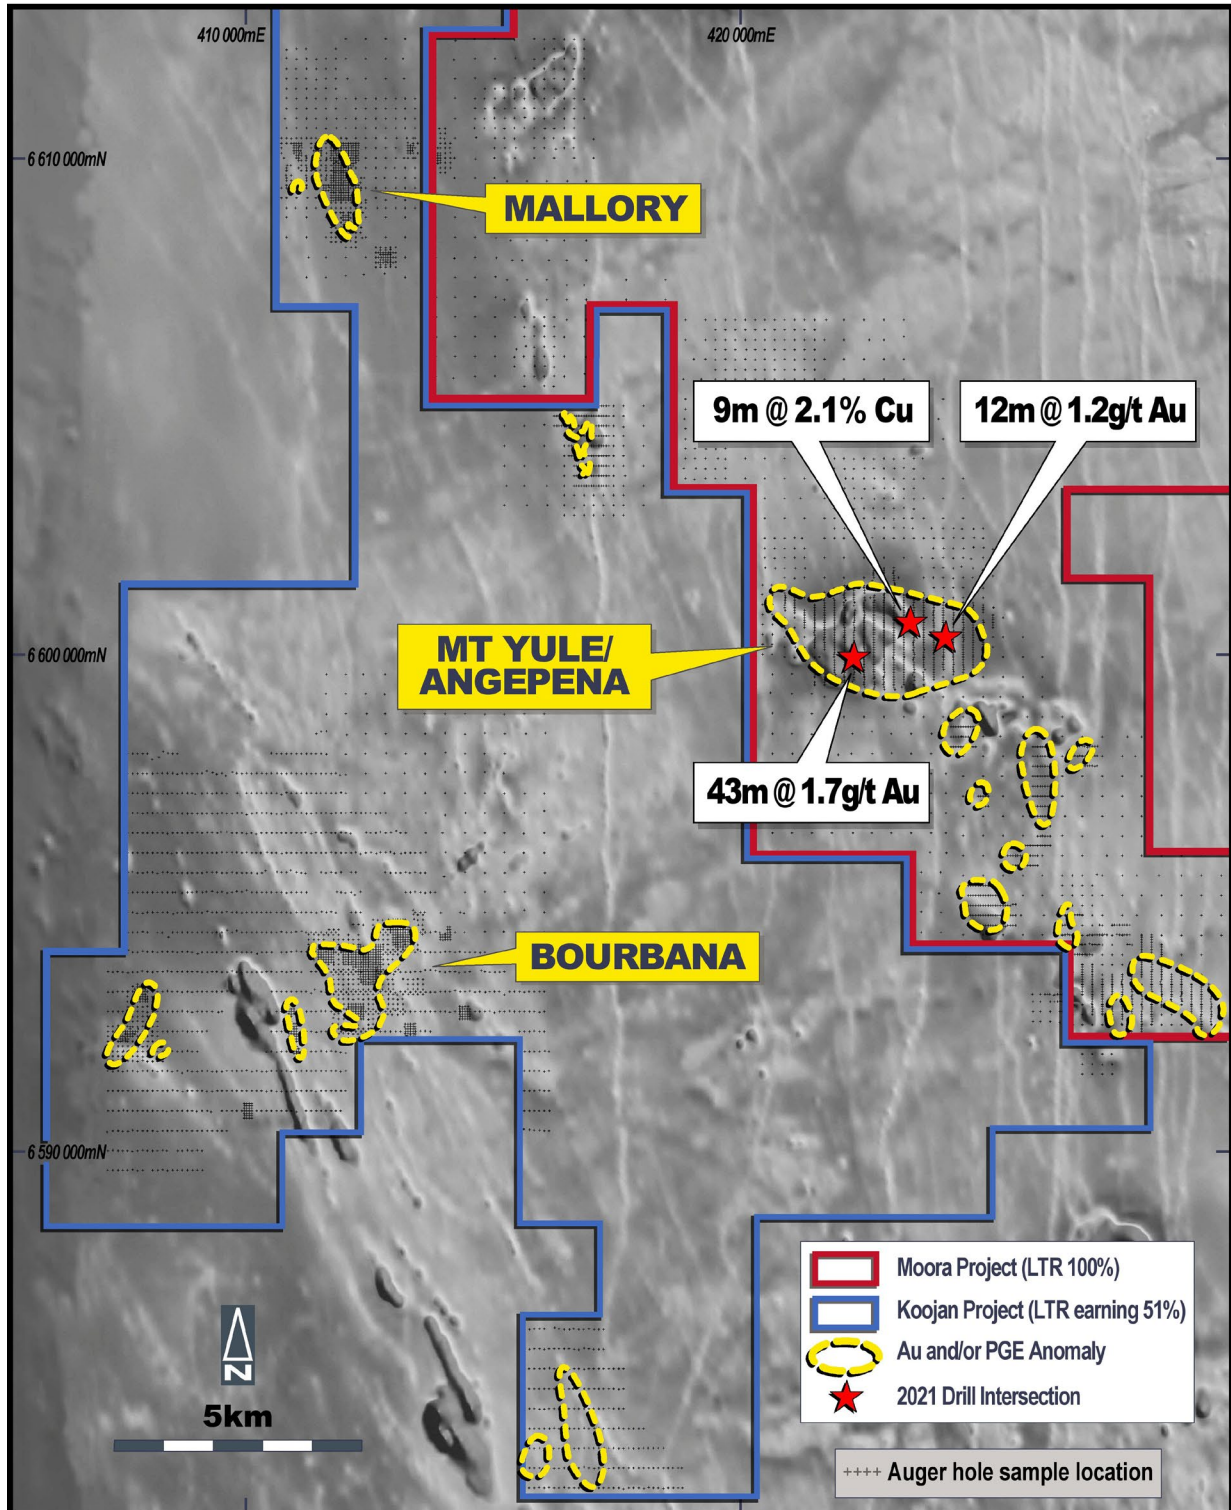 410 000mE
420 000mE
6 610 000mN
MALLORY
9m @ 2.1% Cu
12m @ 1.2g/t Au
6 600 000mN
MT YULE/
ANGEPENA
43m @ 1.7g/t Au
BOURBANA
6 590 000mN
Moora Project (LTR 100%)
Koojan Project (LTR earning 51%)
Au and/or PGE Anomaly
2021 Drill Intersection
N
5km
++++ Auger hole sample location